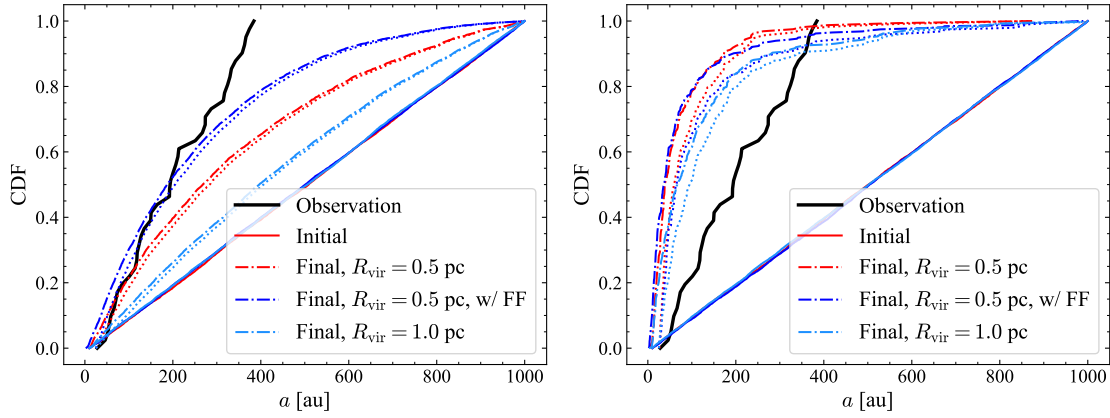 1.0
0.8
0.6
0.4
0.2
0.0
CDF
Observation
Initial
Final, R_vir = 0.5 pc
Final, R_vir = 0.5 pc, w/ FF
Final, R_vir = 1.0 pc
0 200 400 600 800 1000
a [au]
1.0
0.8
0.6
0.4
0.2
0.0
CDF
Observation
Initial
Final, R_vir = 0.5 pc
Final, R_vir = 0.5 pc, w/ FF
Final, R_vir = 1.0 pc
0 200 400 600 800 1000
a [au]